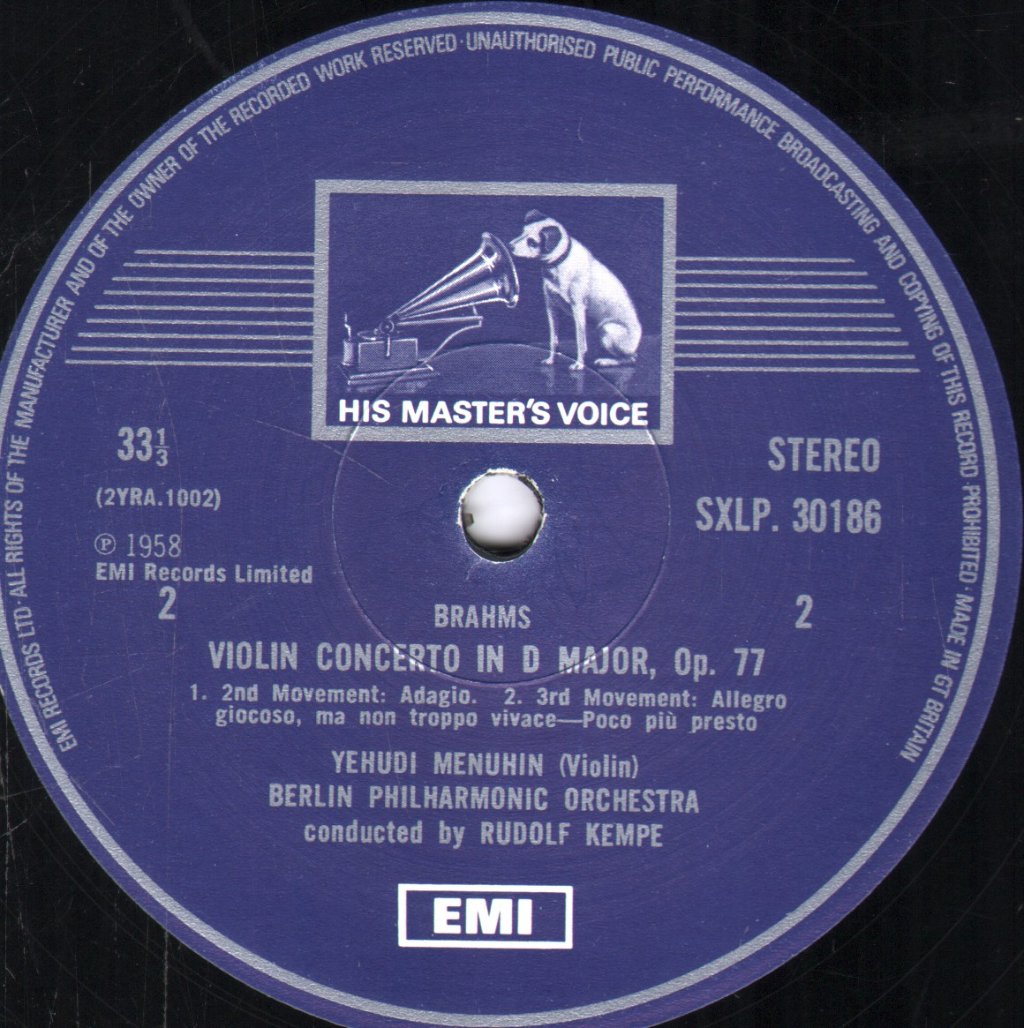 EMI RECORDS LTD · ALL RIGHTS OF THE MANUFACTURER AND OF THE OWNER OF THE RECORDED WORK RESERVED · UNAUTHORISED PUBLIC PERFORMANCE BROADCASTING AND COPYING OF THIS RECORD PROHIBITED · MADE IN GT BRITAIN
HIS MASTER'S VOICE
33⅓
STEREO
(2YRA.1002)
SXLP. 30186
Ⓟ 1958
EMI Records Limited
2
2
BRAHMS
VIOLIN CONCERTO IN D MAJOR, Op. 77
1. 2nd Movement: Adagio. 2. 3rd Movement: Allegro
giocoso, ma non troppo vivace—Poco più presto
YEHUDI MENUHIN (Violin)
BERLIN PHILHARMONIC ORCHESTRA
conducted by RUDOLF KEMPE
EMI